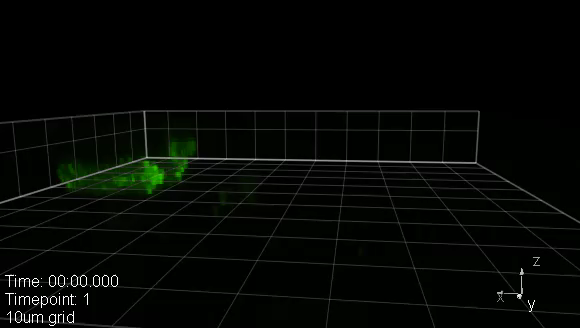 Z
X
y
Time: 00:00.000
Timepoint: 1
10um grid